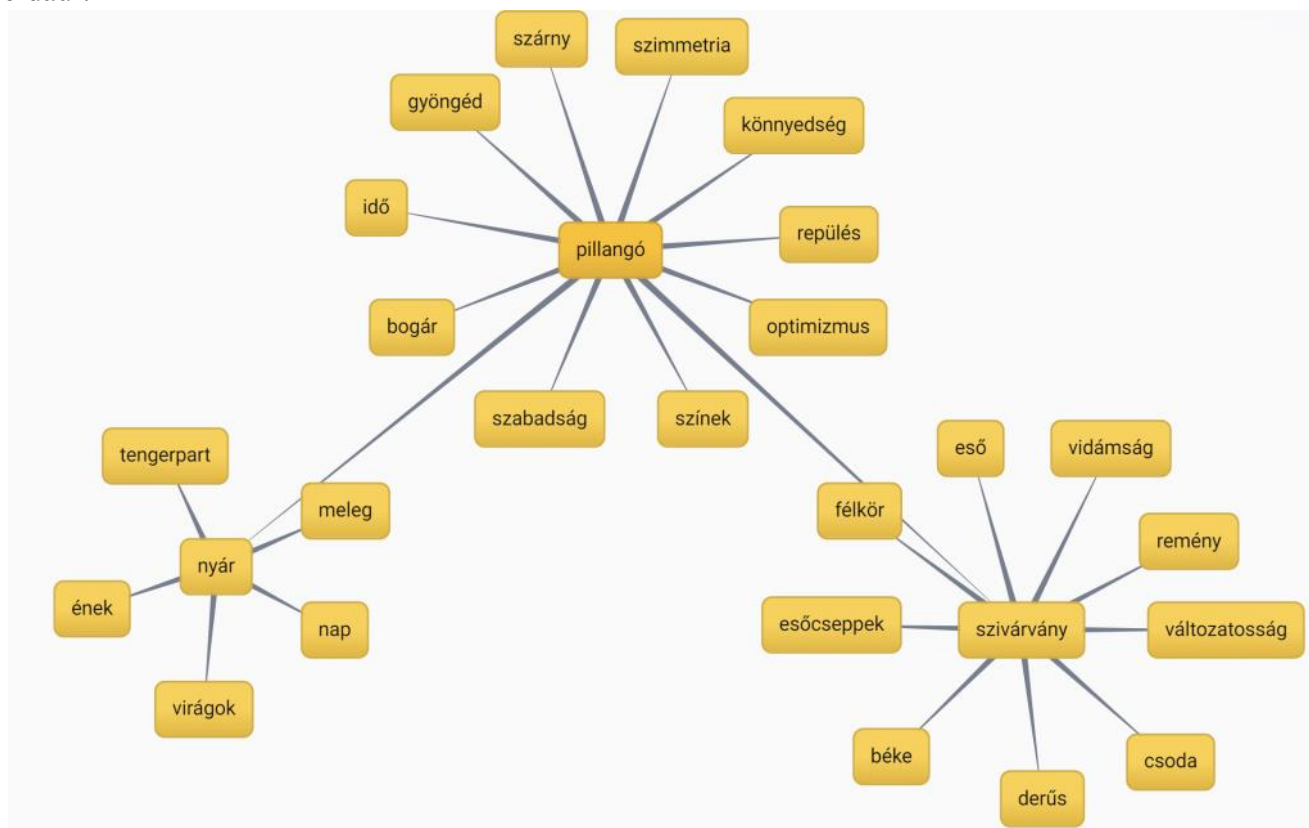 szárny
szimmetria
gyöngéd
könnyedség
idő
repülés
pillangó
bogár
optimizmus
szabadság
színek
tengerpart
eső
vidámság
meleg
félkör
remény
nyár
ének
nap
esőcseppek
szivárvány
változatosság
virágok
béke
csoda
derűs